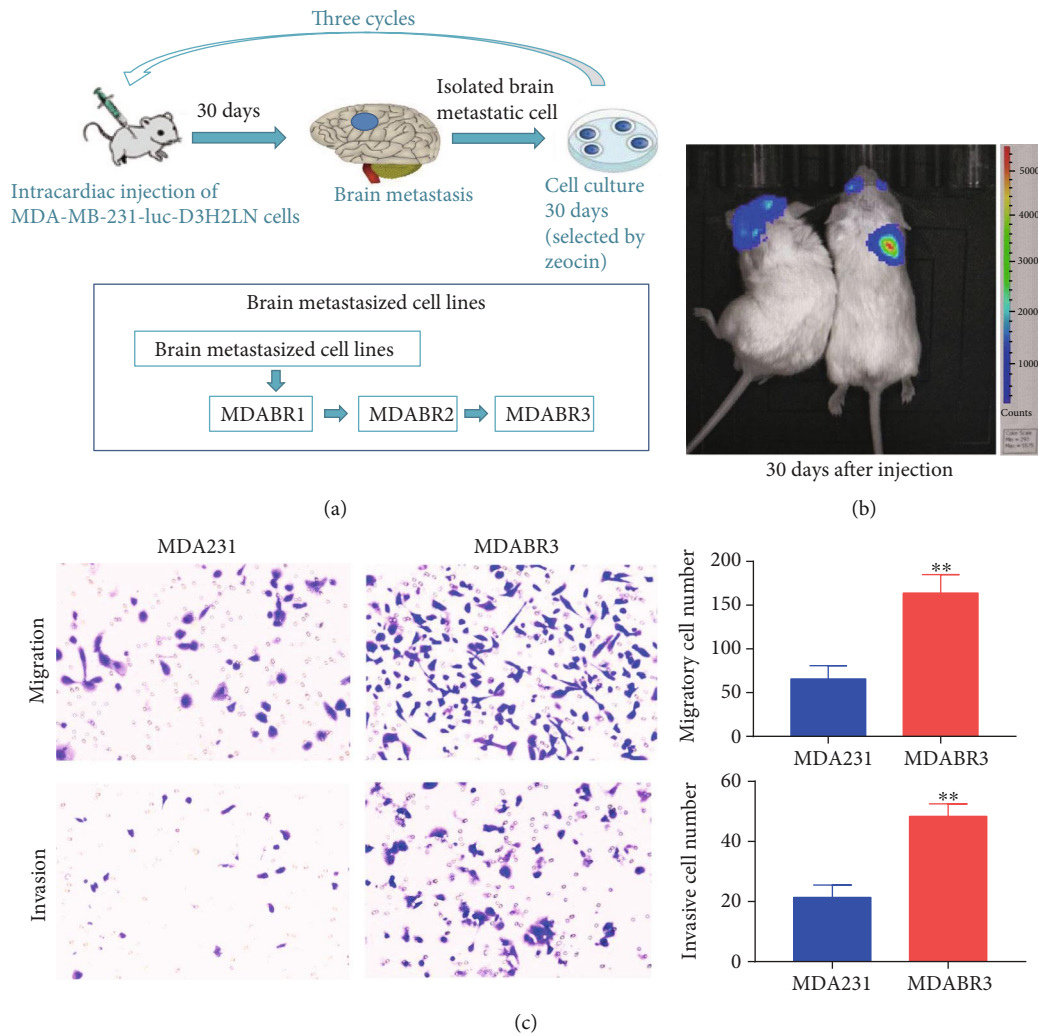 Three cycles
30 days
Isolated brain
metastatic cell
Intracardiac injection of
MDA-MB-231-luc-D3H2LN cells
Brain metastasis
Cell culture
30 days
(selected by
zeocin)
Brain metastasized cell lines
Brain metastasized cell lines
MDABR1
MDABR2
MDABR3
(a)
5000
4000
3000
2000
1000
Counts
Color Scale
30 days after injection
(b)
MDA231
MDABR3
Migration
Invasion
Migratory cell number
200
150
100
50
0
**
MDA231
MDABR3
Invasive cell number
60
40
20
0
**
MDA231
MDABR3
(c)